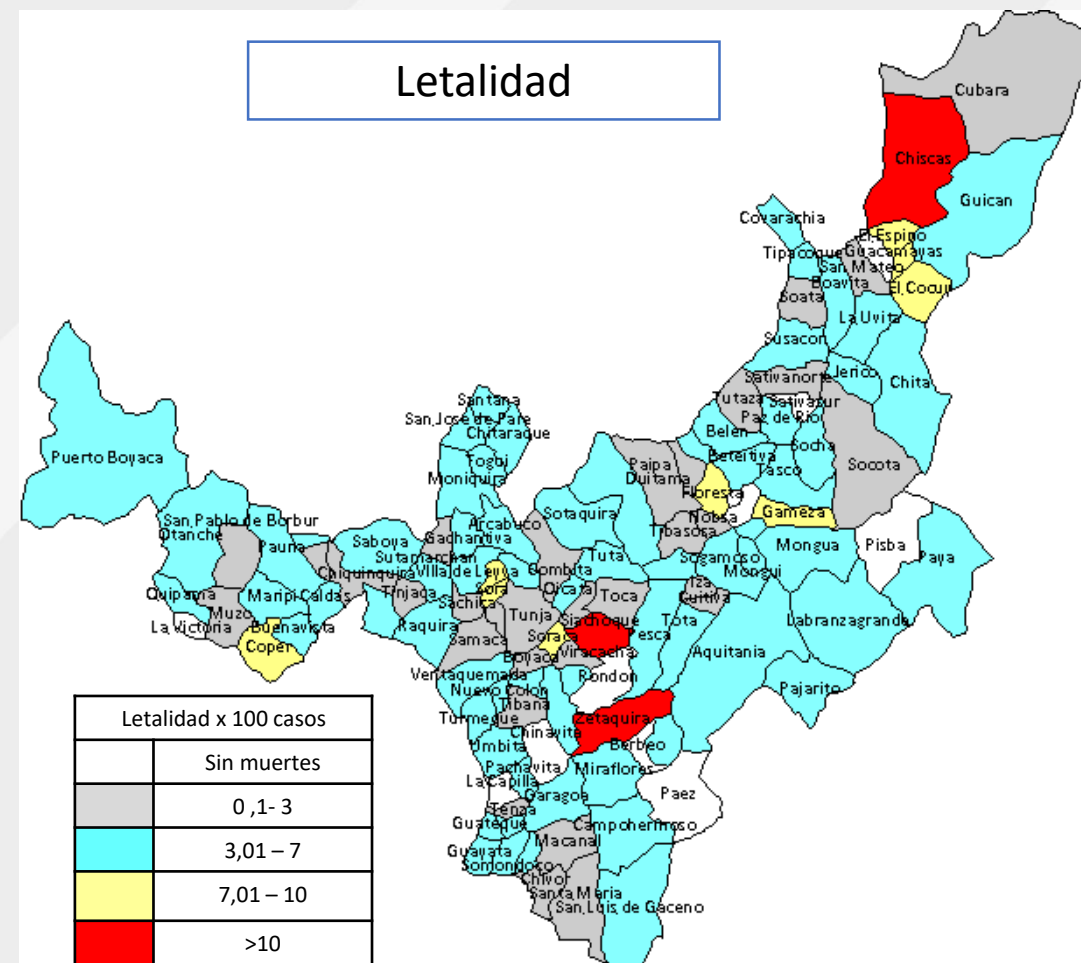 Letalidad
Cubara
Chiscas
Guican
Covarachia
El Espino
Tipacoque
Guacamayas
San Mateo
Boavita
El Cocuy
Soata
La Uvita
Susacon
Sativanorte
Jerico
Chita
Santana
Tutaza
Sativasur
San Jose de Pare
Paz de Rio
Chitaraque
Belen
Socha
Puerto Boyaca
Togui
Beteitiva
Paipa
Tasco
Socota
Moniquira
Duitama
Floresta
Gameza
San Pablo de Borbur
Arcabuco
Sotaquira
Nobsa
Otanche
Gachantiva
Tibasosa
Pauna
Saboya
Mongua
Pisba
Sutamarchan
Tuta
Sogamoso
Paya
Chiquinquira
Villa de Leyva
Combita
Mongui
Quipama
Tinjaca
Sora
Oicata
Iza
Maripi
Caldas
Sachica
Toca
Cuitiva
Muzo
Tunja
La Victoria
Buenavista
Raquira
Siachoque
Tota
Labranzagrande
Coper
Samaca
Soraca
Pesca
Boyaca
Viracacha
Aquitania
Ventaquemada
Rondon
Nuevo Colon
Pajarito
Tibana
Turmeque
Zetaquira
Chinavita
Umbita
Berbeo
Pachavita
Miraflores
La Capilla
Garagoa
Paez
Tenza
Guateque
Campohermoso
Macanal
Guayata
Somondoco
Chivor
Santa Maria
San Luis de Gaceno
Letalidad x 100 casos
Sin muertes
0 ,1- 3
3,01 – 7
7,01 – 10
>10